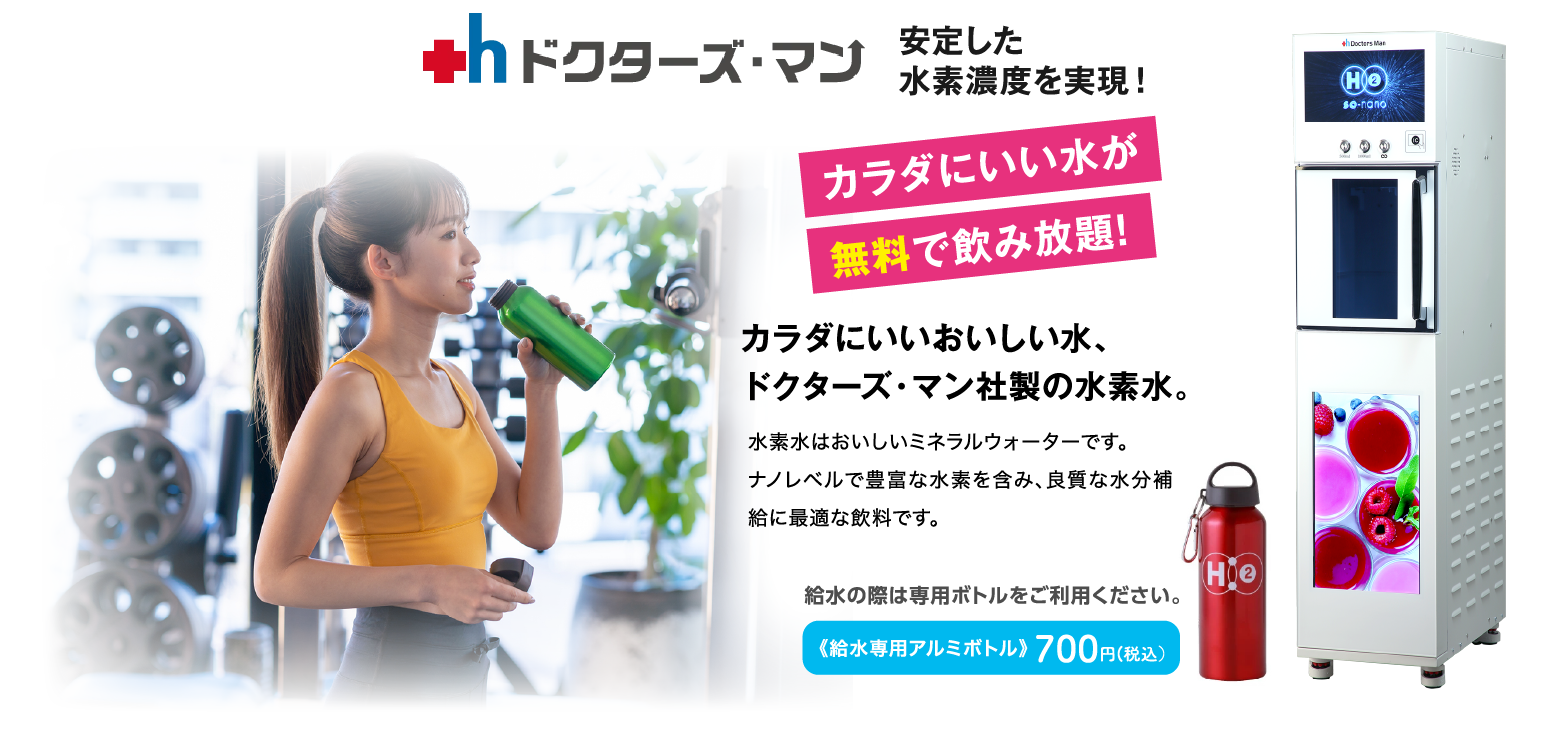 h ドクターズ・マン
安定した
水素濃度を実現！
カラダにいい水が
無料で飲み放題!
カラダにいいおいしい水、
ドクターズ・マン社製の水素水。
水素水はおいしいミネラルウォーターです。
ナノレベルで豊富な水素を含み、良質な水分補
給に最適な飲料です。
給水の際は専用ボトルをご利用ください。
《給水専用アルミボトル》 700円(税込)
h Doctors Man
H2
so-nano
H2